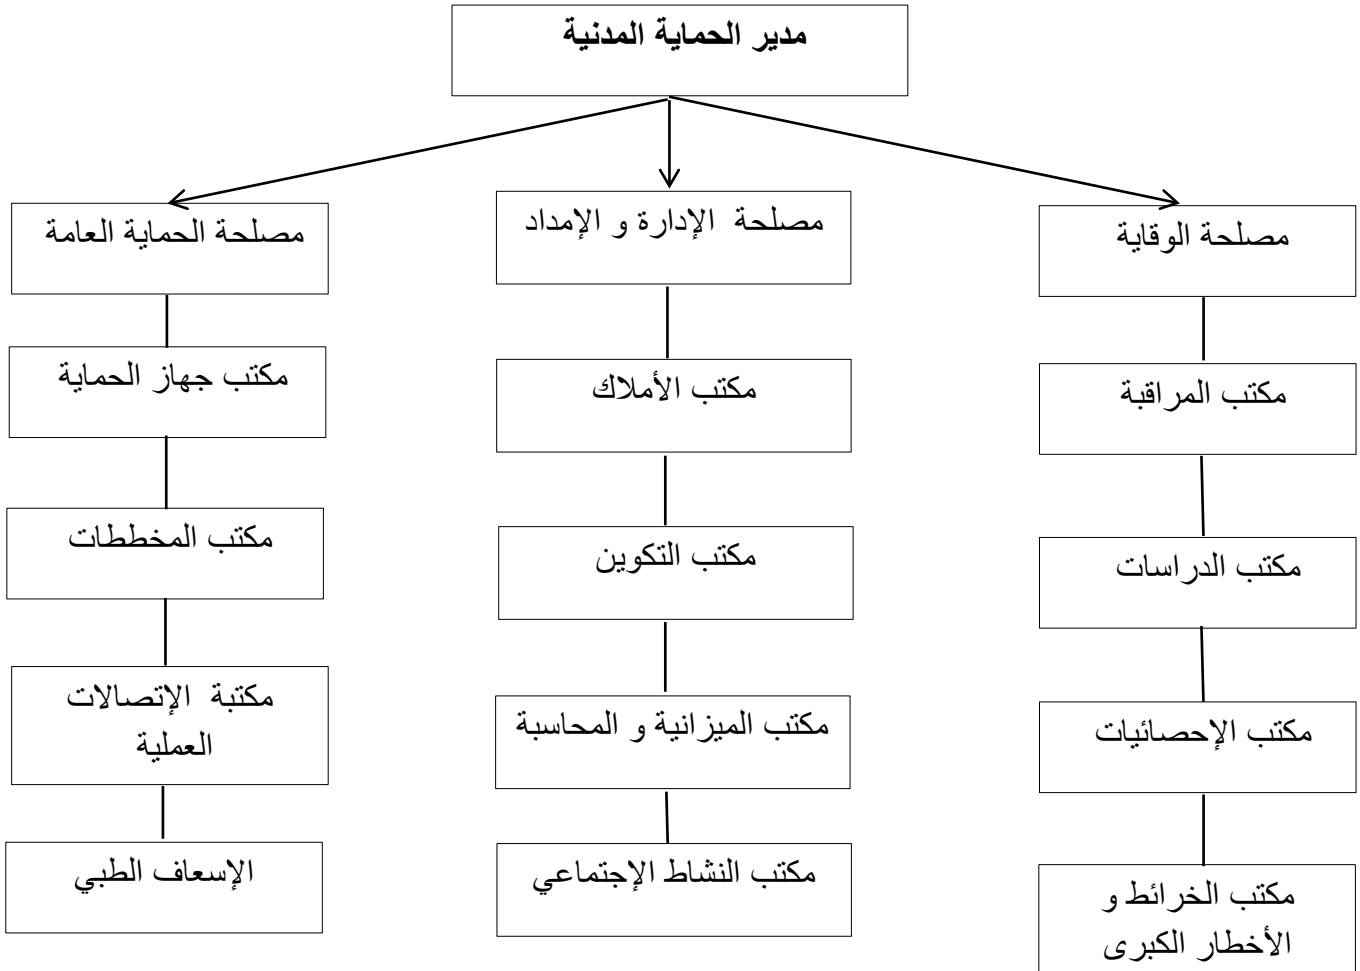 مدير الحماية المدنية
مصلحة الوقاية
مصلحة الإدارة و الإمداد
مصلحة الحماية العامة
مكتب المراقبة
مكتب الأملاك
مكتب جهاز الحماية
مكتب الدراسات
مكتب التكوين
مكتب المخططات
مكتب الإحصائيات
مكتب الميزانية و المحاسبة
مكتبة الإتصالات
العملية
مكتب الخرائط و
الأخطار الكبرى
مكتب النشاط الإجتماعي
الإسعاف الطبي